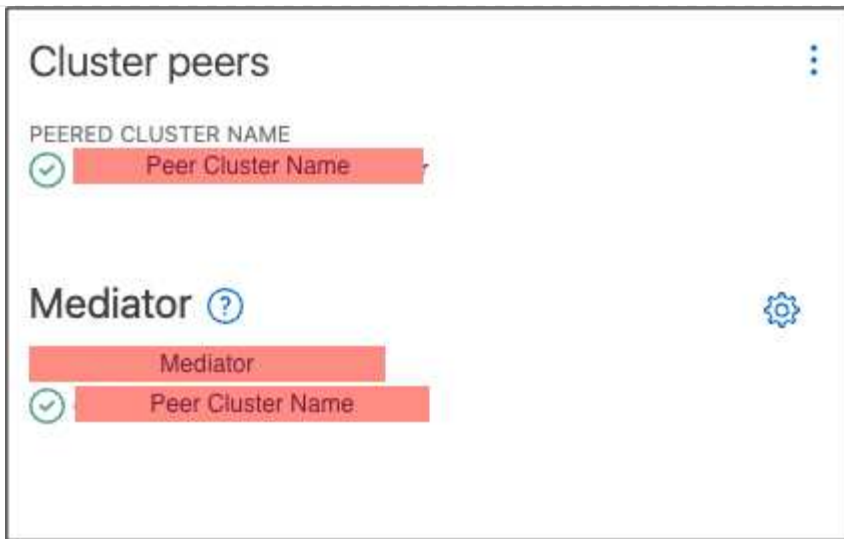 Cluster peers
PEERED CLUSTER NAME
Peer Cluster Name
Mediator
Mediator
Peer Cluster Name